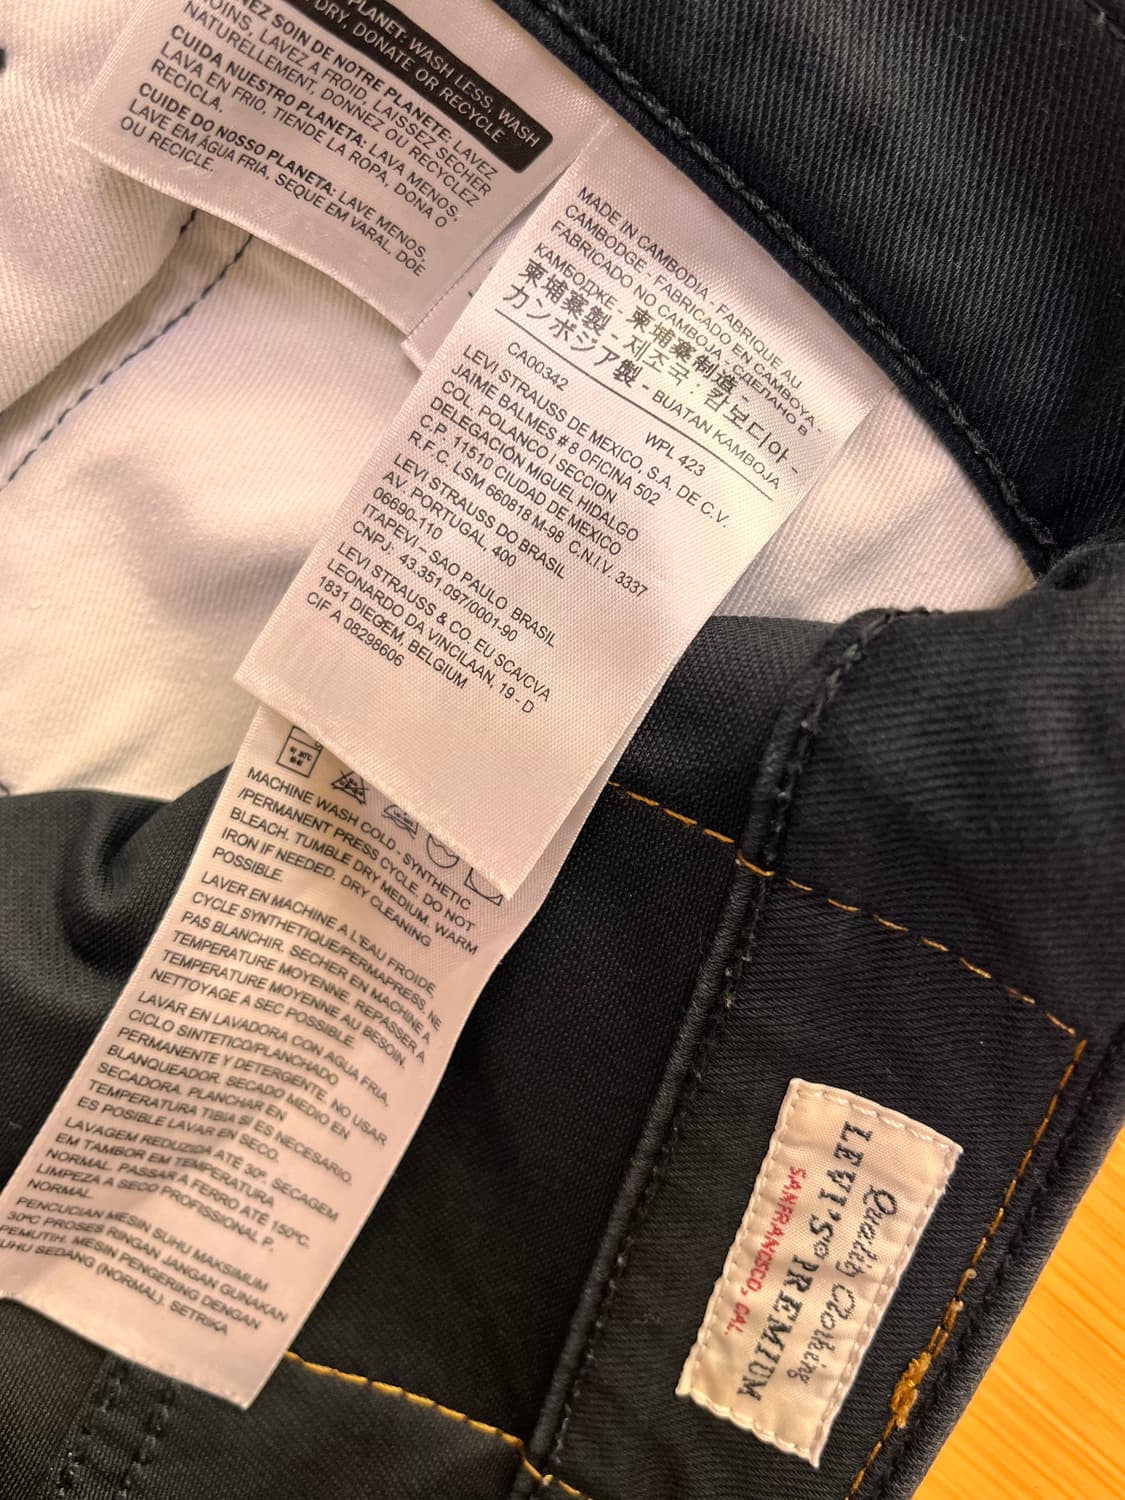 PLANET: WASH LESS, WASH
DRY, DONATE OR RECYCLE
SOIN DE NOTRE PLANETE: LAVEZ
MOINS, LAVEZ A FROID, LAISSEZ SECHER
NATURELLEMENT, DONNEZ OU RECYCLEZ
CUIDA NUESTRO PLANETA: LAVA MENOS,
LAVA EN FRIO, TIENDE LA ROPA, DONA O
RECICLA.
CUIDE DO NOSSO PLANETA: LAVE MENOS,
LAVE EM ÁGUA FRIA, SEQUE EM VARAL, DOE
OU RECICLE.
MADE IN CAMBODIA - FABRIQUE AU
CAMBODGE - FABRICADO EN CAMBOYA -
FABRICADO NO CAMBOJA - СДЕЛАНО В
КАМБОДЖЕ - 柬埔寨制造 -
柬埔寨製 - 제조국: 캄보디아 -
カンボジア製 - BUATAN KAMBOJA
CA00342 WPL 423
LEVI STRAUSS DE MEXICO, S.A. DE C.V.
JAIME BALMES # 8 OFICINA 502
COL. POLANCO I SECCION
DELEGACIÓN MIGUEL HIDALGO
C.P. 11510 CIUDAD DE MEXICO
R.F.C. LSM 660818 M-98 C.N.I.V. 3337
LEVI STRAUSS DO BRASIL
AV. PORTUGAL, 400
06690-110
ITAPEVI – SAO PAULO BRASIL
CNPJ: 43.351.097/0001-90
LEVI STRAUSS & CO. EU SCA/CVA
LEONARDO DA VINCILAAN, 19 - D
1831 DIEGEM, BELGIUM
CIF A 08298606
MACHINE WASH COLD - SYNTHETIC
/PERMANENT PRESS CYCLE. DO NOT
BLEACH. TUMBLE DRY MEDIUM. WARM
IRON IF NEEDED. DRY CLEANING
POSSIBLE.
LAVER EN MACHINE A L'EAU FROIDE,
CYCLE SYNTHETIQUE/PERMAPRESS. NE
PAS BLANCHIR. SECHER EN MACHINE A
TEMPERATURE MOYENNE. REPASSER A
TEMPERATURE MOYENNE AU BESOIN.
NETTOYAGE A SEC POSSIBLE.
LAVAR EN LAVADORA CON AGUA FRIA,
CICLO SINTETICO/PLANCHADO
PERMANENTE Y DETERGENTE. NO USAR
BLANQUEADOR. SECADO MEDIO EN
SECADORA. PLANCHAR EN
TEMPERATURA TIBIA SI ES NECESARIO.
ES POSIBLE LAVAR EN SECO.
LAVAGEM REDUZIDA ATÉ 30º. SECAGEM
EM TAMBOR EM TEMPERATURA
NORMAL. PASSAR A FERRO ATÉ 150ºC.
LIMPEZA A SECO PROFISSIONAL P.
NORMAL.
PENCUCIAN MESIN SUHU MAKSIMUM
30ºC PROSES RINGAN JANGAN GUNAKAN
PEMUTIH. MESIN PENGERING DENGAN
SUHU SEDANG (NORMAL). SETRIKA
Quality Clothing
LEVI'S® PREMIUM
SAN FRANCISCO, CAL.